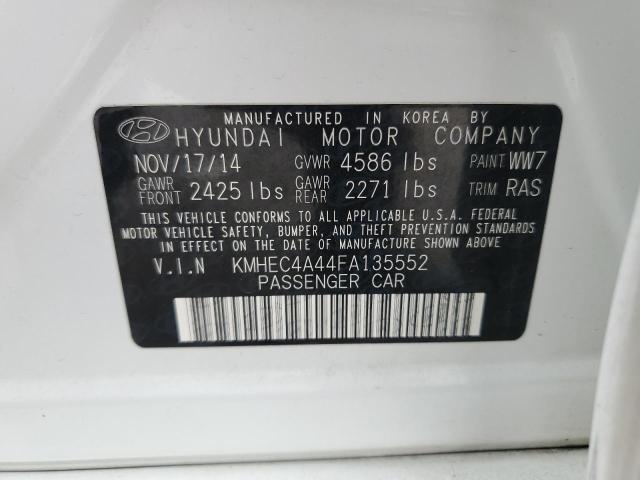 MANUFACTURED IN KOREA BY
HYUNDAI MOTOR COMPANY
NOV/17/14 GVWR 4586 lbs PAINT WW7
GAWR FRONT 2425 lbs GAWR REAR 2271 lbs TRIM RAS
THIS VEHICLE CONFORMS TO ALL APPLICABLE U.S.A. FEDERAL
MOTOR VEHICLE SAFETY, BUMPER, AND THEFT PREVENTION STANDARDS
IN EFFECT ON THE DATE OF MANUFACTURE SHOWN ABOVE.
V.I.N KMHEC4A44FA135552
PASSENGER CAR